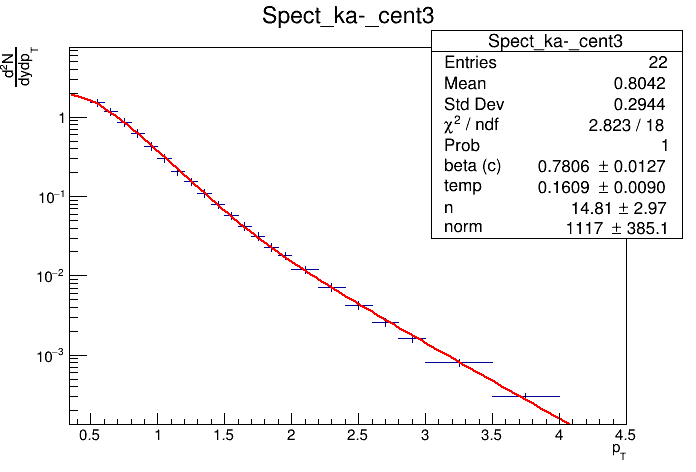 Spect_ka-_cent3
Spect_ka-_cent3
Entries 22
Mean 0.8042
Std Dev 0.2944
χ² / ndf 2.823 / 18
Prob 1
beta (c) 0.7806 ± 0.0127
temp 0.1609 ± 0.0090
n 14.81 ± 2.97
norm 1117 ± 385.1
d²N
dydp_T
1
10⁻¹
10⁻²
10⁻³
0.5 1 1.5 2 2.5 3 3.5 4 4.5
p_T